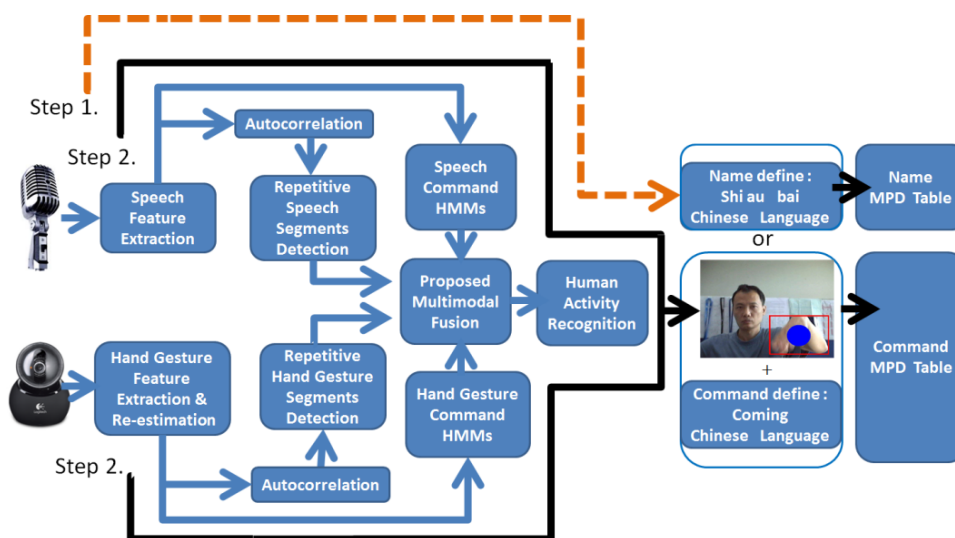 Step 1.
Step 2.
Autocorrelation
Speech
Feature
Extraction
Repetitive
Speech
Segments
Detection
Speech
Command
HMMs
Name define :
Shi au bai
Chinese Language
Name
MPD Table
or
Proposed
Multimodal
Fusion
Human
Activity
Recognition
Hand Gesture
Feature
Extraction &
Re-estimation
Repetitive
Hand Gesture
Segments
Detection
Hand Gesture
Command
HMMs
+
Command define :
Coming
Chinese Language
Command
MPD Table
Step 2.
Autocorrelation